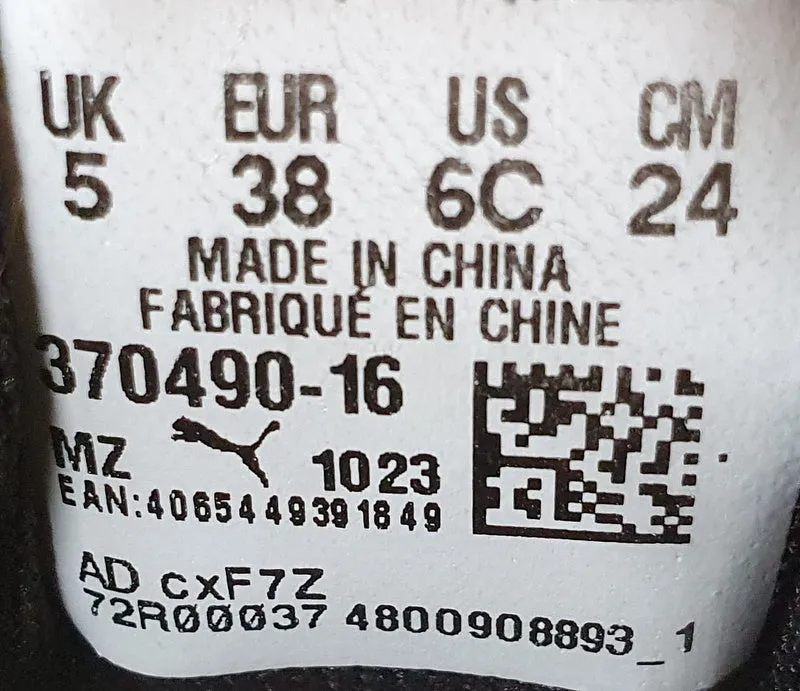 UK EUR US CM
5 38 6C 24
MADE IN CHINA
FABRIQUÉ EN CHINE
370490-16
MZ 1023
EAN:4065449391849
AD cxF7Z
72R00037 4800908893_1